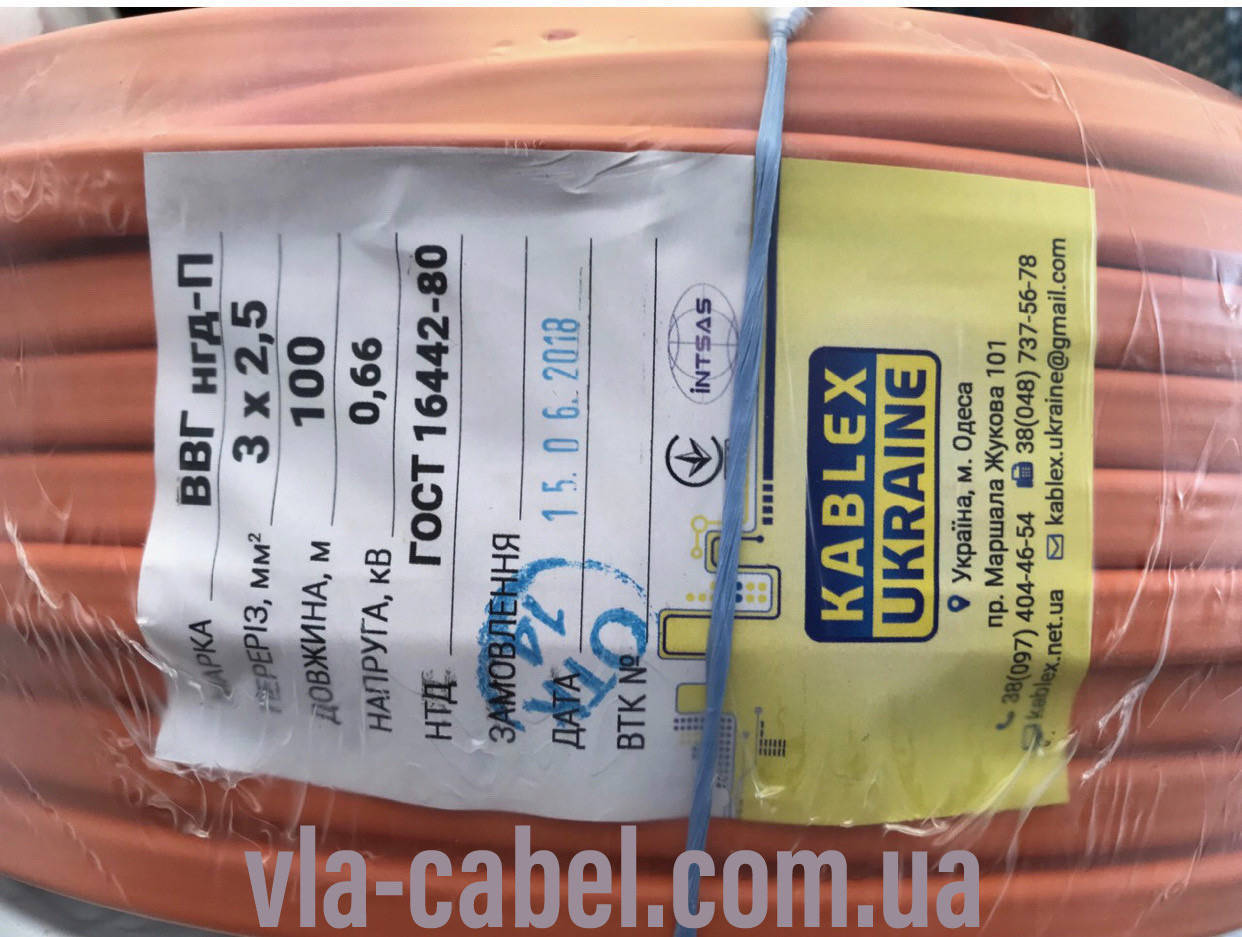 МАРКА ВВГ нгд-П
ПЕРЕРІЗ, мм² 3 х 2,5
ДОВЖИНА, м 100
НАПРУГА, кВ 0,66
НТД ГОСТ 16442-80
ЗАМОВЛЕННЯ
ДАТА 15.06.2018
ВТК №
İNTSAS
KABLEX
UKRAINE
Україна, м. Одеса
пр. Маршала Жукова 101
38(097) 404-46-54 38(048) 737-56-78
kablex.net.ua kablex.ukraine@gmail.com
vla-cabel.com.ua